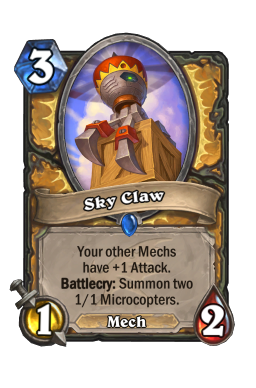 3
Sky Claw
Your other Mechs
have +1 Attack.
Battlecry: Summon two
1/1 Microcopters.
1
Mech
2